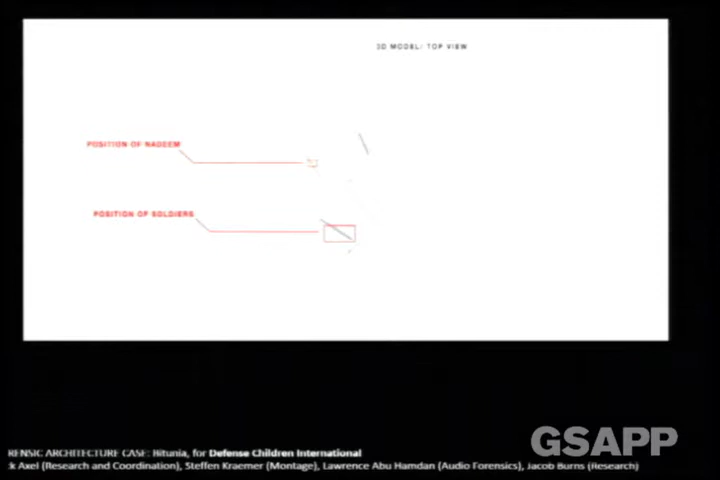 3D MODEL: TOP VIEW
POSITION OF NADEEM
POSITION OF SOLDIERS
GSAPP
RENSIC ARCHITECTURE CASE: Bitunia, for Defense Children International
k Axel (Research and Coordination), Steffen Kraemer (Montage), Lawrence Abu Hamdan (Audio Forensics), Jacob Burns (Research)